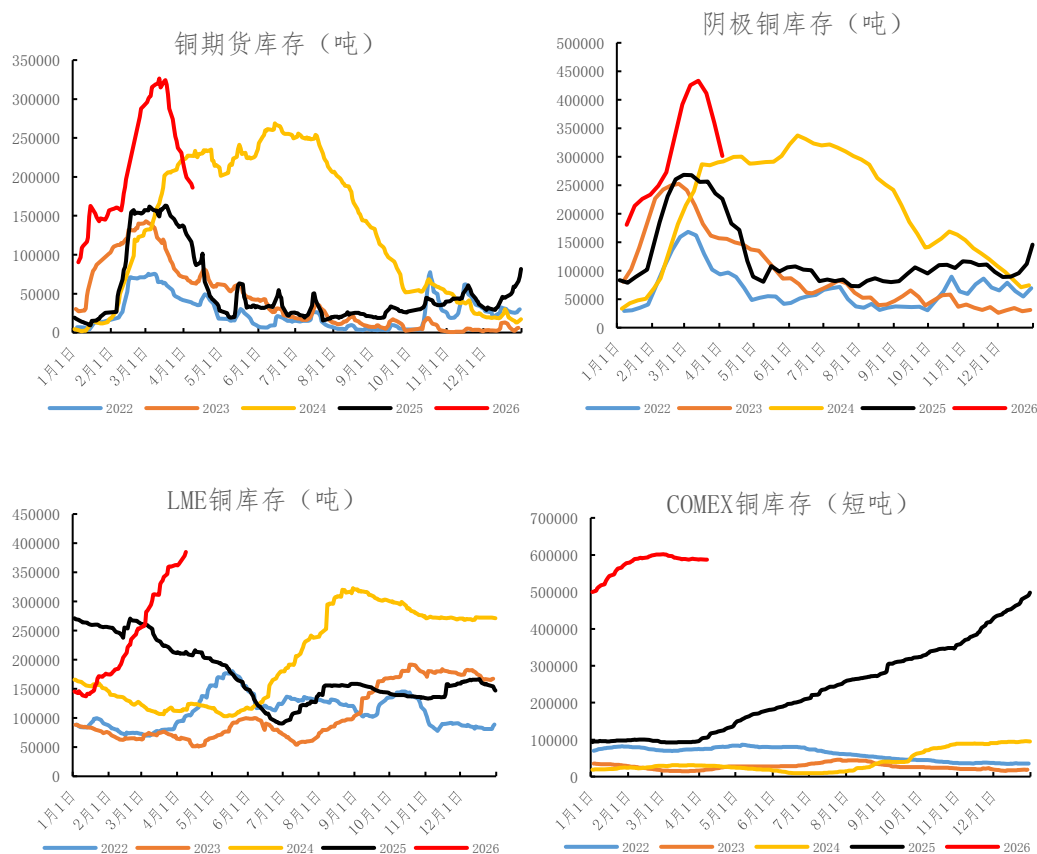 铜期货库存（吨）
350000
300000
250000
200000
150000
100000
50000
0
1月1日
2月1日
3月1日
4月1日
5月1日
6月1日
7月1日
8月1日
9月1日
10月1日
11月1日
12月1日
2022 2023 2024 2025 2026
阴极铜库存（吨）
500000
450000
400000
350000
300000
250000
200000
150000
100000
50000
0
1月1日
2月1日
3月1日
4月1日
5月1日
6月1日
7月1日
8月1日
9月1日
10月1日
11月1日
12月1日
2022 2023 2024 2025 2026
LME铜库存（吨）
450000
400000
350000
300000
250000
200000
150000
100000
50000
0
1月1日
2月1日
3月1日
4月1日
5月1日
6月1日
7月1日
8月1日
9月1日
10月1日
11月1日
12月1日
2022 2023 2024 2025 2026
COMEX铜库存（短吨）
700000
600000
500000
400000
300000
200000
100000
0
1月1日
2月1日
3月1日
4月1日
5月1日
6月1日
7月1日
8月1日
9月1日
10月1日
11月1日
12月1日
2022 2023 2024 2025 2026